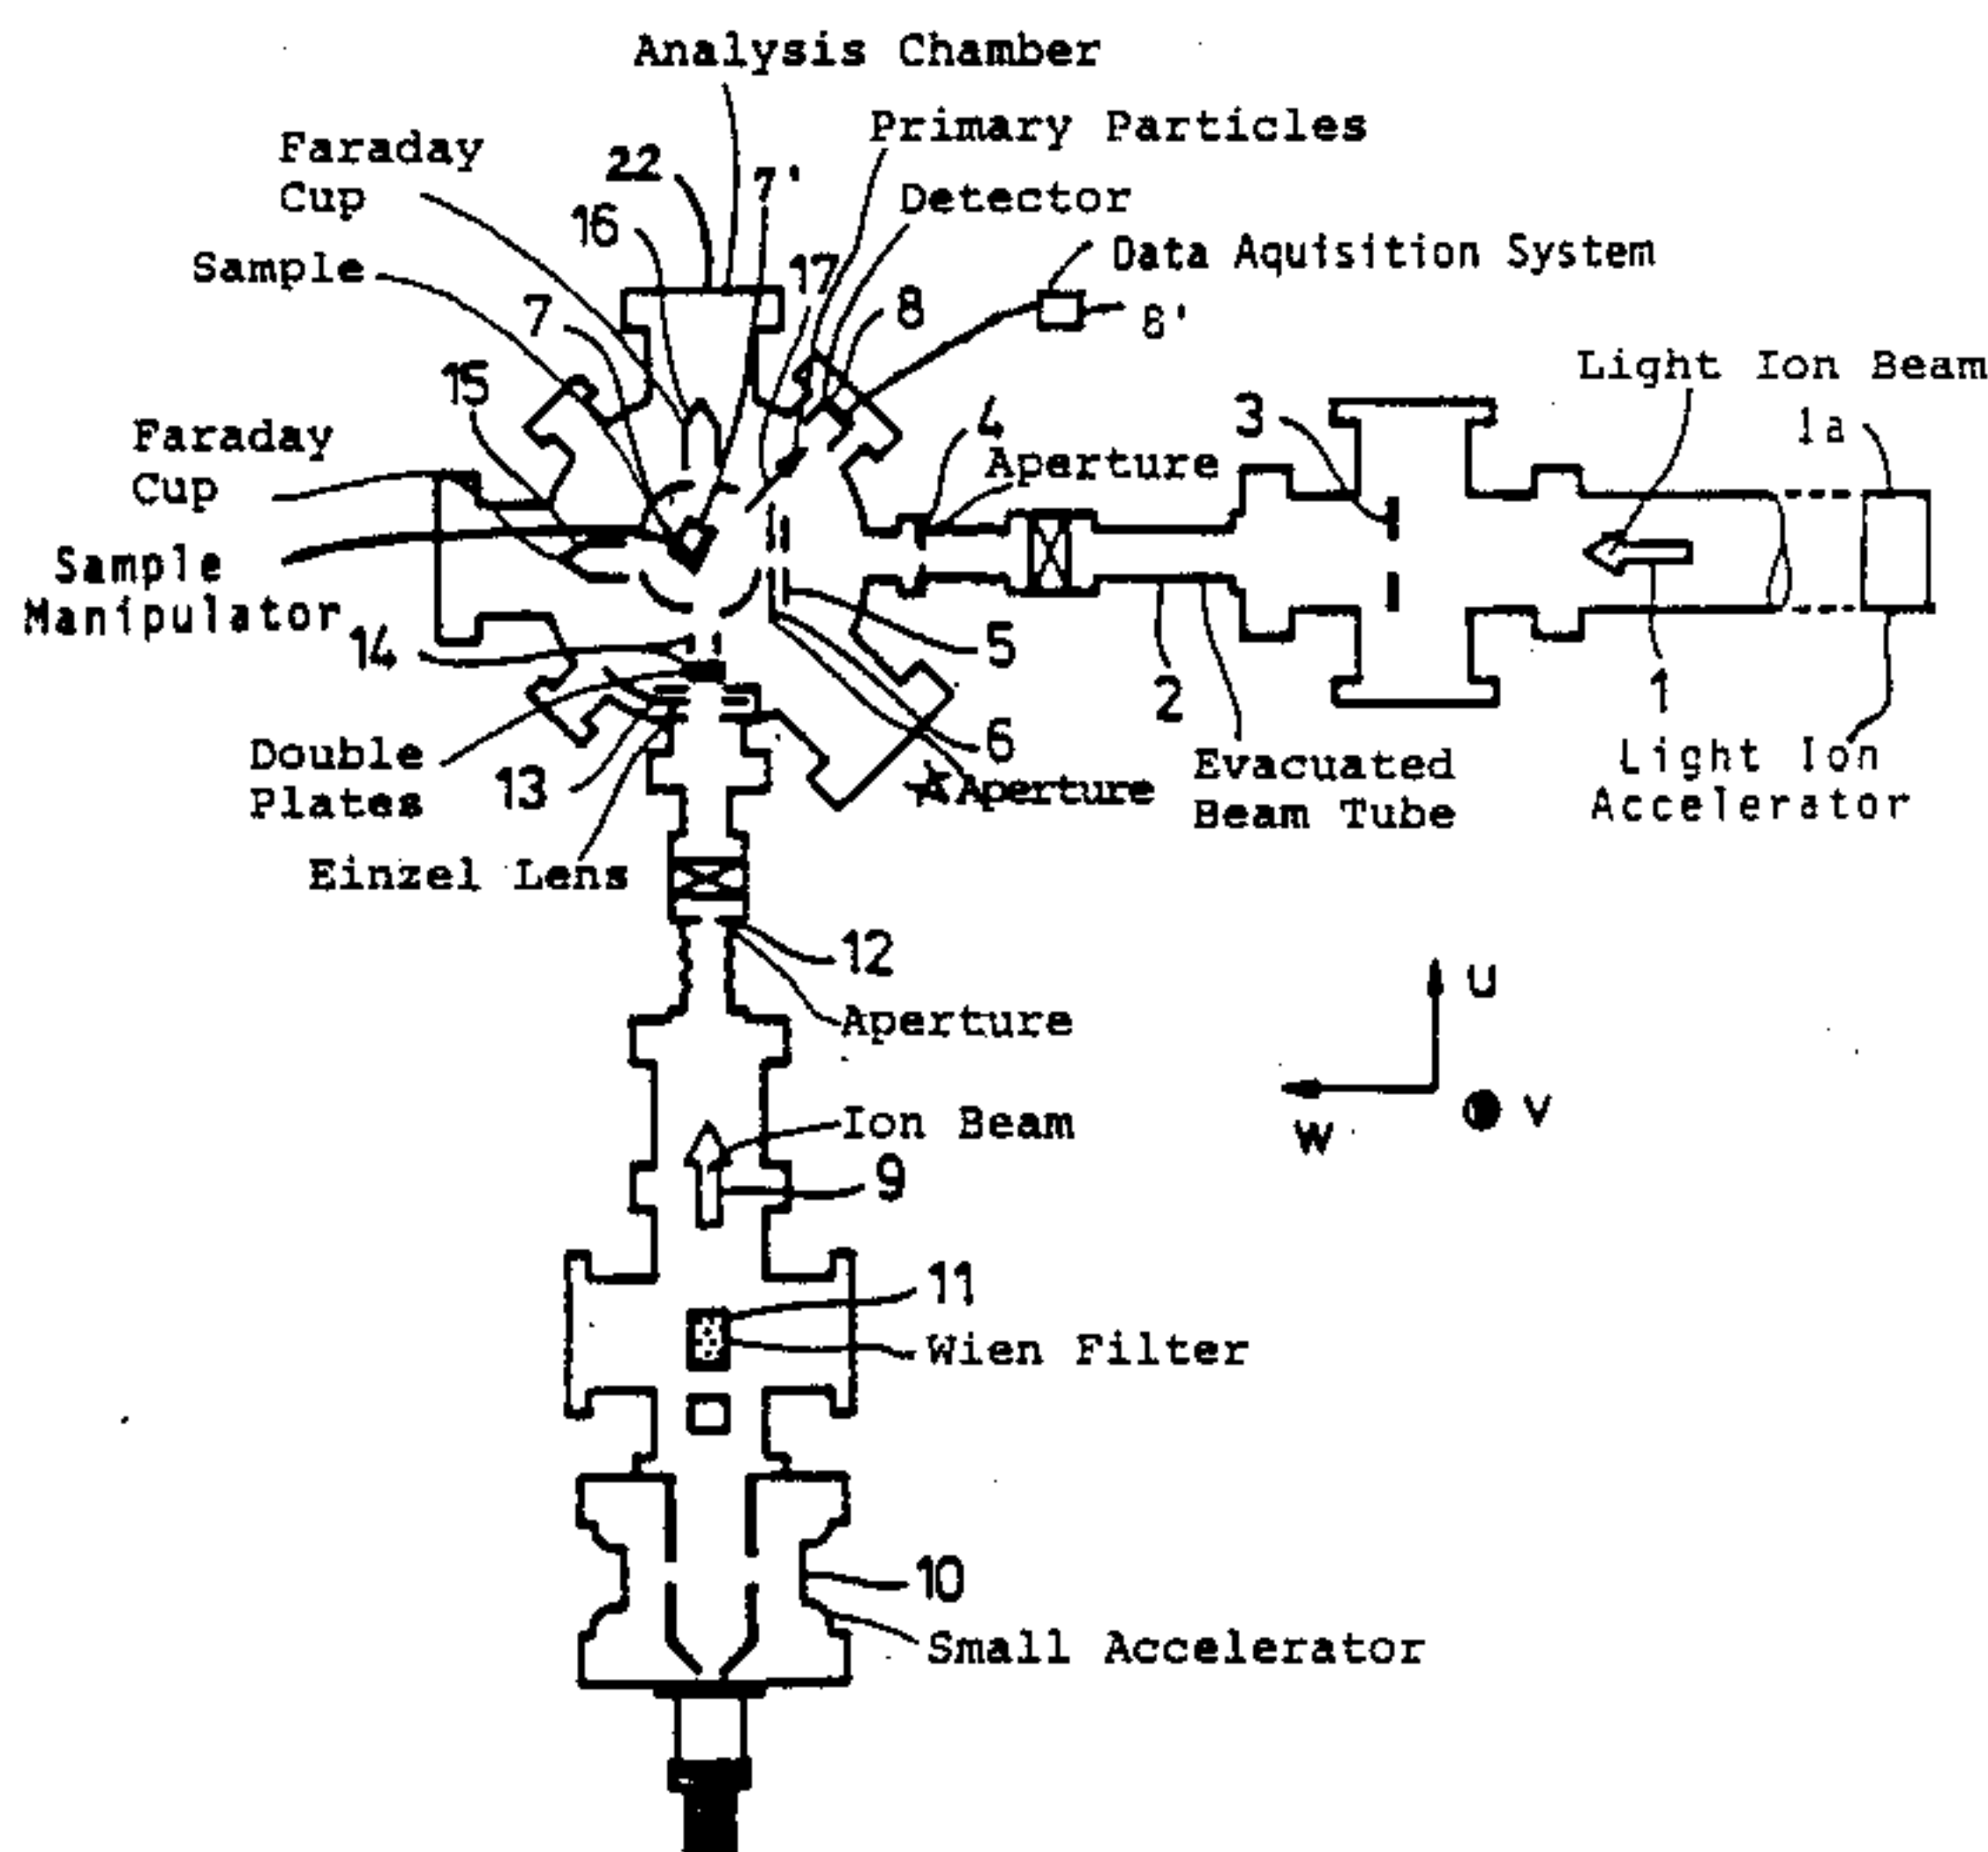 Analysis Chamber
Primary Particles
Faraday
Cup
22
7'
Detector
16
Data Aquisition System
Sample
17
7
8
8'
15
Light Ion Beam
3
4
1a
Faraday
Cup
Aperture
Sample
Manipulator
14
5
2
1
6
Double
Plates
13
Aperture
Evacuated
Beam Tube
Light Ion
Accelerator
Einzel Lens
12
Aperture
U
W
V
Ion Beam
9
11
Wien Filter
10
Small Accelerator